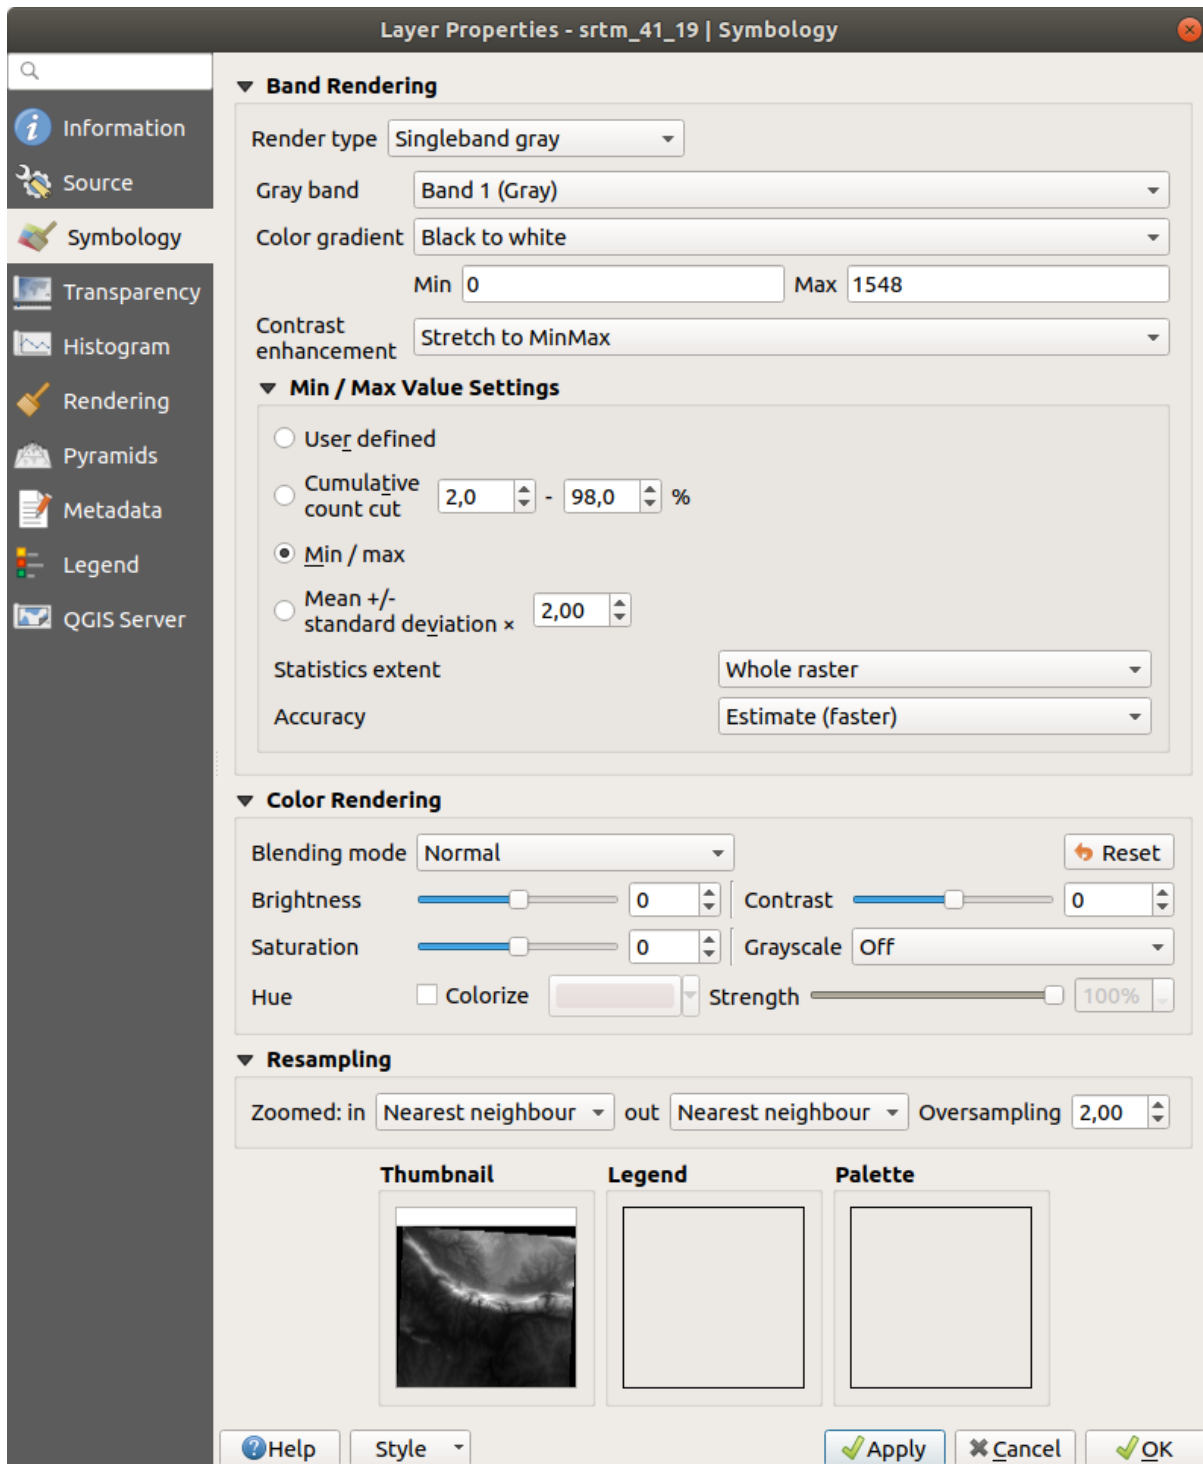 Layer Properties - srtm_41_19 | Symbology
Information
Source
Symbology
Transparency
Histogram
Rendering
Pyramids
Metadata
Legend
QGIS Server
Band Rendering
Render type Singleband gray
Gray band Band 1 (Gray)
Color gradient Black to white
Min 0 Max 1548
Contrast
enhancement Stretch to MinMax
Min / Max Value Settings
User defined
Cumulative
count cut 2,0 - 98,0 %
Min / max
Mean +/-
standard deviation × 2,00
Statistics extent Whole raster
Accuracy Estimate (faster)
Color Rendering
Blending mode Normal Reset
Brightness 0 Contrast 0
Saturation 0 Grayscale Off
Hue Colorize Strength 100%
Resampling
Zoomed: in Nearest neighbour out Nearest neighbour Oversampling 2,00
Thumbnail Legend Palette
Help Style Apply Cancel OK